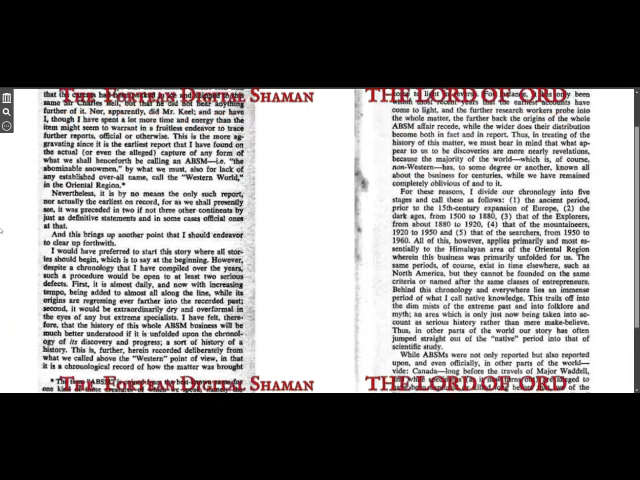 THE FORTEAN DIGITAL SHAMAN
same Sir Charles Bell, but that he did not hear anything
further of it. Nor, apparently, did Mr. Keel; and nor have
I, though I have spent a lot more time and energy than the
item might seem to warrant in a fruitless endeavor to trace
further reports, official or otherwise. This is the more ag-
gravating since it is the earliest report that I have found on
the actual (or even the alleged) capture of any form of
what we shall henceforth be calling an ABSM—i.e, "the
abominable snowmen," by what we must, also for lack of
any established over-all name, call the "Western World,"
in the Oriental Region.*
Nevertheless, it is by no means the only such report,
nor actually the earliest on record, for as we shall presently
see, it was preceded in two if not three other continents by
just as definitive statements and in some cases official ones
at that.
And this brings up another point that I should endeavor
to clear up forthwith.
I would have preferred to start this story where all sto-
ries should begin, which is to say at the beginning. However,
despite a chronology that I have compiled over the years,
such a procedure would be open to at least two serious
defects. First, it is almost daily, and now with increasing
tempo, being added to almost all along the line, while its
origins are regressing ever farther into the recorded past;
second, it would be extraordinarily dry and overformal in
the eyes of any but extreme specialists. I have felt, there-
fore, that the history of this whole ABSM business will be
much better understood if it is unfolded upon the chronol-
ogy of its discovery and progress; a sort of history of a
history. This is, further, herein recorded deliberately from
what we called above the "Western" point of view, in that
it is a chronological record of how the matter was brought
THE FORTEAN DIGITAL SHAMAN
THE LORD OF ORD
within most recent years that the earliest accounts have
come to light, and the further research workers probe into
the whole matter, the farther back the origins of the whole
ABSM affair recede, while the wider does their distribution
become both in fact and in report. Thus, in treating of the
history of this matter, we must bear in mind that what ap-
pear to us to be discoveries are mere nearly revelations,
because the majority of the world—which is, of course,
non-Western—has, to some degree or another, known all
about the business for centuries, while we have remained
completely oblivious of and to it.
For these reasons, I divide our chronology into five
stages and call these as follows: (1) the ancient period,
prior to the 15th-century expansion of Europe, (2) the
dark ages, from 1500 to 1880, (3) that of the Explorers,
from about 1880 to 1920, (4) that of the mountaineers,
1920 to 1950 and (5) that of the searchers, from 1950 to
1960. All of this, however, applies primarily and most es-
sentially to the Himalayan area of the Oriental Region
wherein this business was primarily unfolded for us. The
same periods, of course, exist in time elsewhere, such as
North America, but they cannot be founded on the same
criteria or named after the same classes of entrepreneurs.
Behind this chronology and everywhere lies an immense
period of what I call native knowledge. This trails off into
the dim mists of the extreme past and into folklore and
myth; an area which is only just now being taken into ac-
count as serious history rather than mere make-believe.
Thus, in other parts of the world our story has often
jumped straight out of the "native" period into that of
scientific study.
While ABSMs were not only reported but also reported
upon, and even officially, in other parts of the world—
vide: Canada—long before the travels of Major Waddell,
THE LORD OF ORD